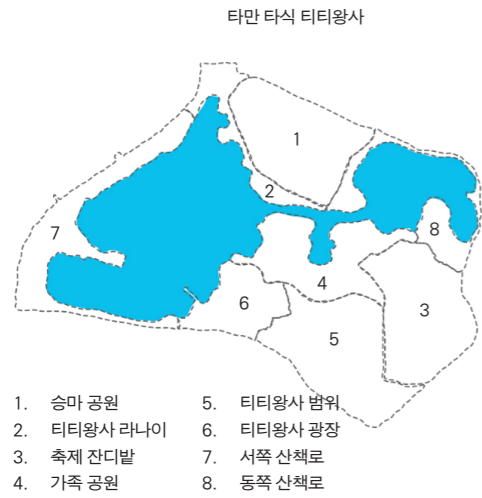 타만 타식 티티왕사
1
2
7
8
4
6
3
5
1. 승마 공원
2. 티티왕사 라나이
3. 축제 잔디밭
4. 가족 공원
5. 티티왕사 범위
6. 티티왕사 광장
7. 서쪽 산책로
8. 동쪽 산책로